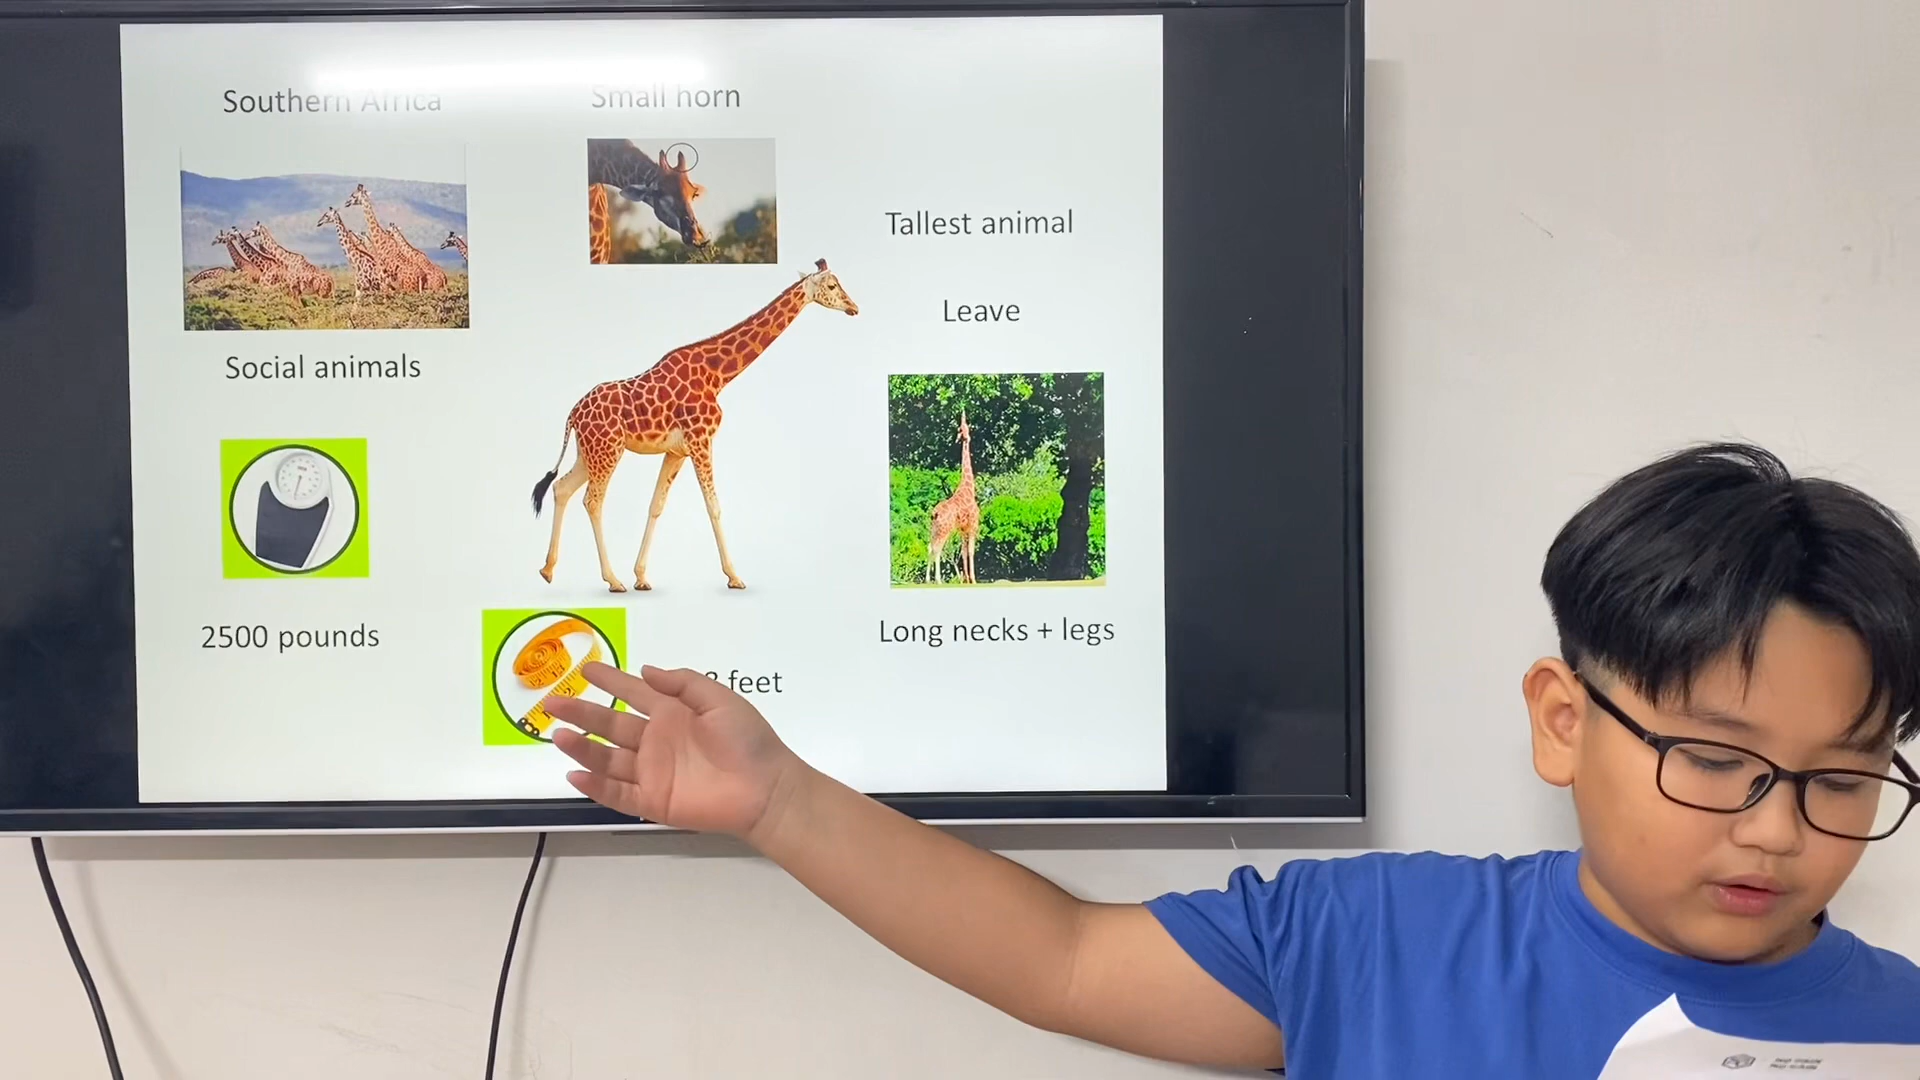 Southern Africa
Small horn
Tallest animal
Leave
Social animals
2500 pounds
Long necks + legs
feet